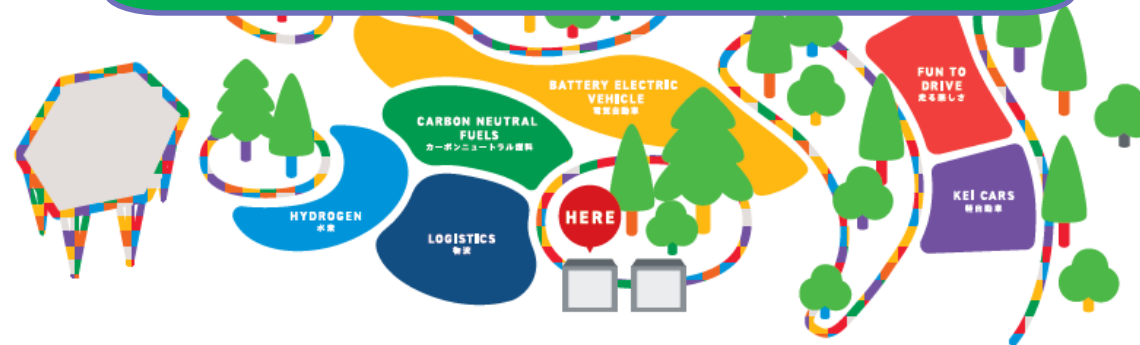 BATTERY ELECTRIC
VEHICLE
電気自動車
CARBON NEUTRAL
FUELS
カーボンニュートラル燃料
FUN TO
DRIVE
走る楽しさ
KEI CARS
軽自動車
HYDROGEN
水素
LOGISTICS
物流
HERE